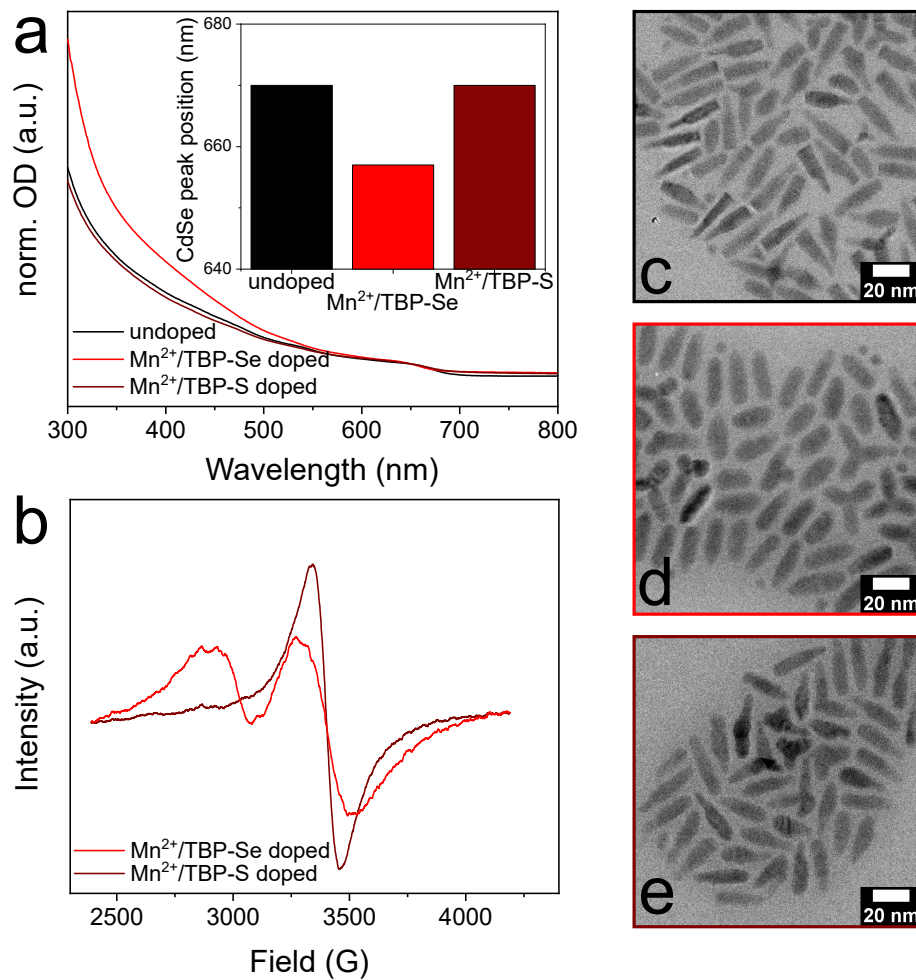 a
norm. OD (a.u.)
680
660
640
CdSe peak position (nm)
undoped
Mn²⁺/TBP-Se
Mn²⁺/TBP-S
undoped
Mn²⁺/TBP-Se doped
Mn²⁺/TBP-S doped
300 400 500 600 700 800
Wavelength (nm)
b
Intensity (a.u.)
Mn²⁺/TBP-Se doped
Mn²⁺/TBP-S doped
2500 3000 3500 4000
Field (G)
c
20 nm
d
20 nm
e
20 nm